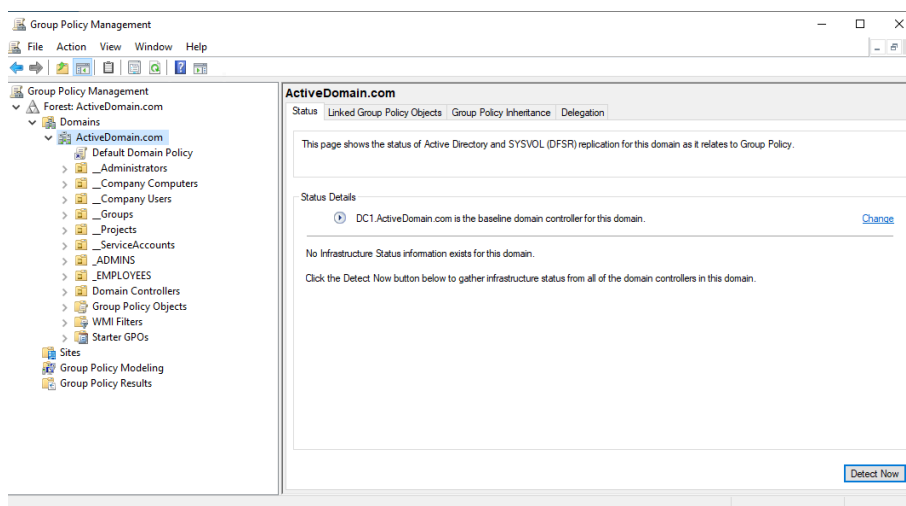 Group Policy Management
File Action View Window Help
Group Policy Management
Forest: ActiveDomain.com
Domains
ActiveDomain.com
Default Domain Policy
__Administrators
__Company Computers
__Company Users
__Groups
__Projects
__ServiceAccounts
_ADMINS
_EMPLOYEES
Domain Controllers
Group Policy Objects
WMI Filters
Starter GPOs
Sites
Group Policy Modeling
Group Policy Results
ActiveDomain.com
Status Linked Group Policy Objects Group Policy Inheritance Delegation
This page shows the status of Active Directory and SYSVOL (DFSR) replication for this domain as it relates to Group Policy.
Status Details
DC1.ActiveDomain.com is the baseline domain controller for this domain. Change
No Infrastructure Status information exists for this domain.
Click the Detect Now button below to gather infrastructure status from all of the domain controllers in this domain.
Detect Now